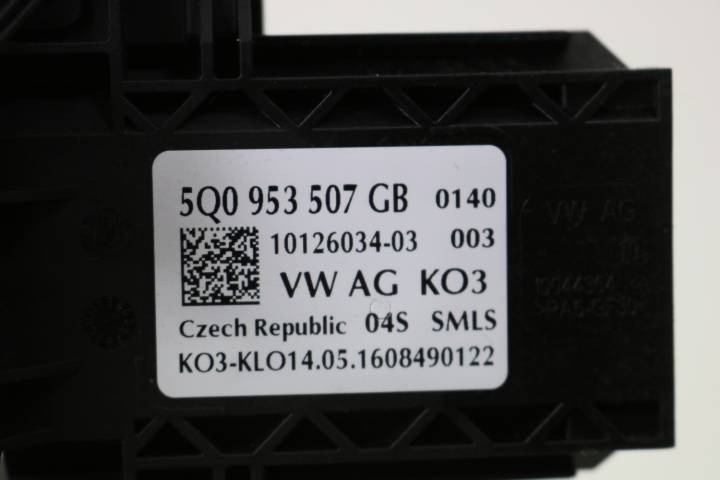 5Q0 953 507 GB 0140
10126034-03 003
VW AG KO3
Czech Republic 04S SMLS
KO3-KLO14.05.1608490122
VW AG